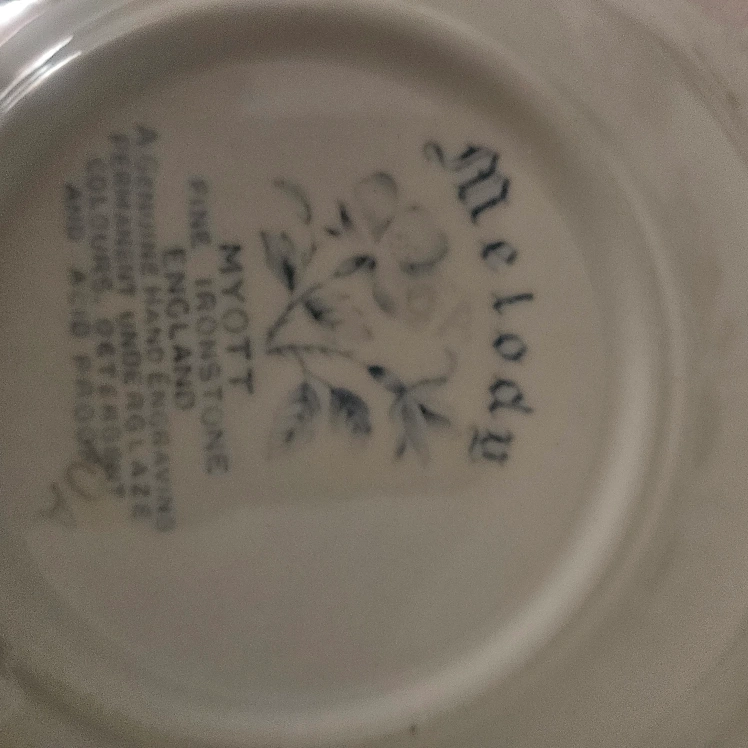 Melody
MYOTT
FINE IRONSTONE
ENGLAND
A GENUINE HAND ENGRAVING
PERMANENT UNDERGLAZE
COLOURS DETERGENT
AND ACID PROOF